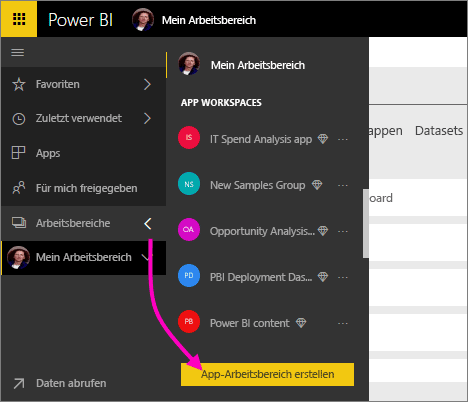 Power BI
Mein Arbeitsbereich
Favoriten
Zuletzt verwendet
Apps
Für mich freigegeben
Arbeitsbereiche
Mein Arbeitsbereich
Daten abrufen
Mein Arbeitsbereich
APP WORKSPACES
IS IT Spend Analysis app ...
NS New Samples Group ...
OA Opportunity Analysis... ...
PD PBI Deployment Das... ...
PB Power BI content ...
App-Arbeitsbereich erstellen
appen Datasets
oard